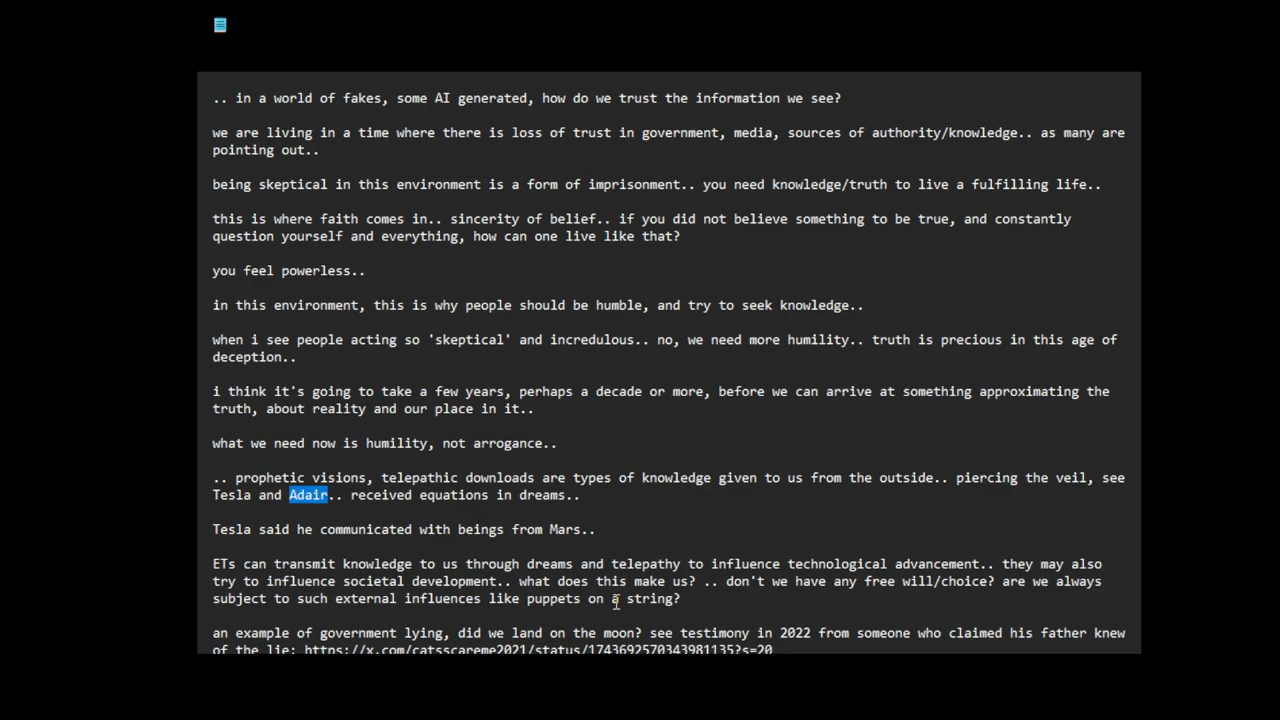 .. in a world of fakes, some AI generated, how do we trust the information we see?
we are living in a time where there is loss of trust in government, media, sources of authority/knowledge.. as many are
pointing out..
being skeptical in this environment is a form of imprisonment.. you need knowledge/truth to live a fulfilling life..
this is where faith comes in.. sincerity of belief.. if you did not believe something to be true, and constantly
question yourself and everything, how can one live like that?
you feel powerless..
in this environment, this is why people should be humble, and try to seek knowledge..
when i see people acting so 'skeptical' and incredulous.. no, we need more humility.. truth is precious in this age of
deception..
i think it's going to take a few years, perhaps a decade or more, before we can arrive at something approximating the
truth, about reality and our place in it..
what we need now is humility, not arrogance..
.. prophetic visions, telepathic downloads are types of knowledge given to us from the outside.. piercing the veil, see
Tesla and Adair.. received equations in dreams..
Tesla said he communicated with beings from Mars..
ETs can transmit knowledge to us through dreams and telepathy to influence technological advancement.. they may also
try to influence societal development.. what does this make us? .. don't we have any free will/choice? are we always
subject to such external influences like puppets on a string?
an example of government lying, did we land on the moon? see testimony in 2022 from someone who claimed his father knew
of the lie: https://x.com/catsscareme2021/status/1743692570343981135?s=20